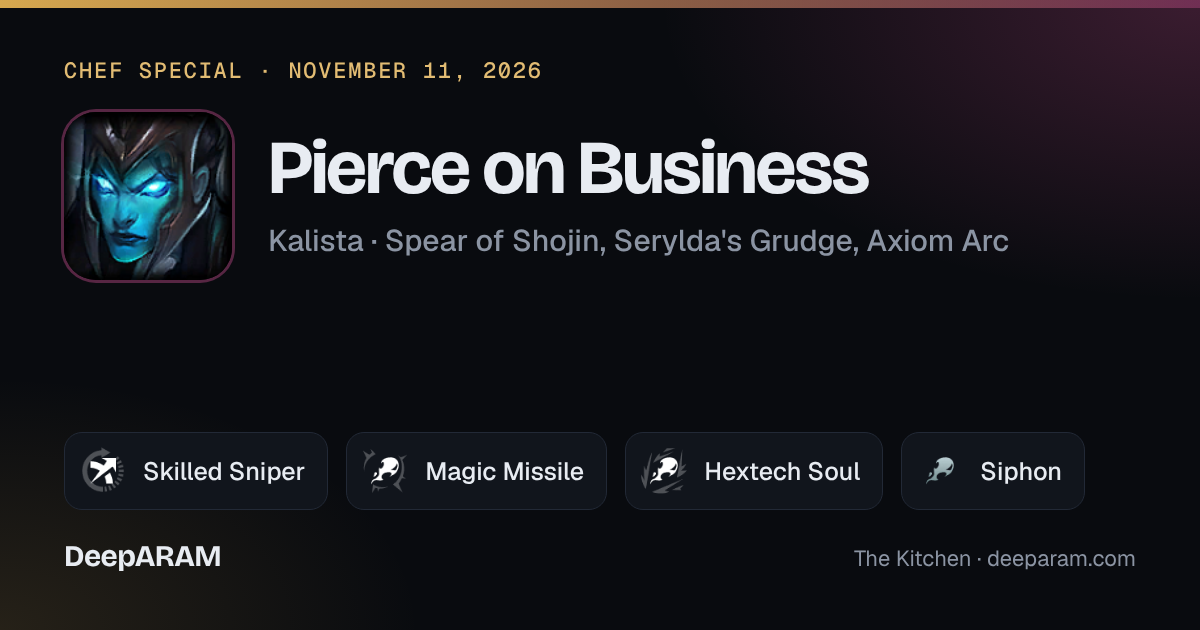 CHEF SPECIAL · NOVEMBER 11, 2026
Pierce on Business
Kalista · Spear of Shojin, Serylda's Grudge, Axiom Arc
Skilled Sniper
Magic Missile
Hextech Soul
Siphon
DeepARAM
The Kitchen · deeparam.com